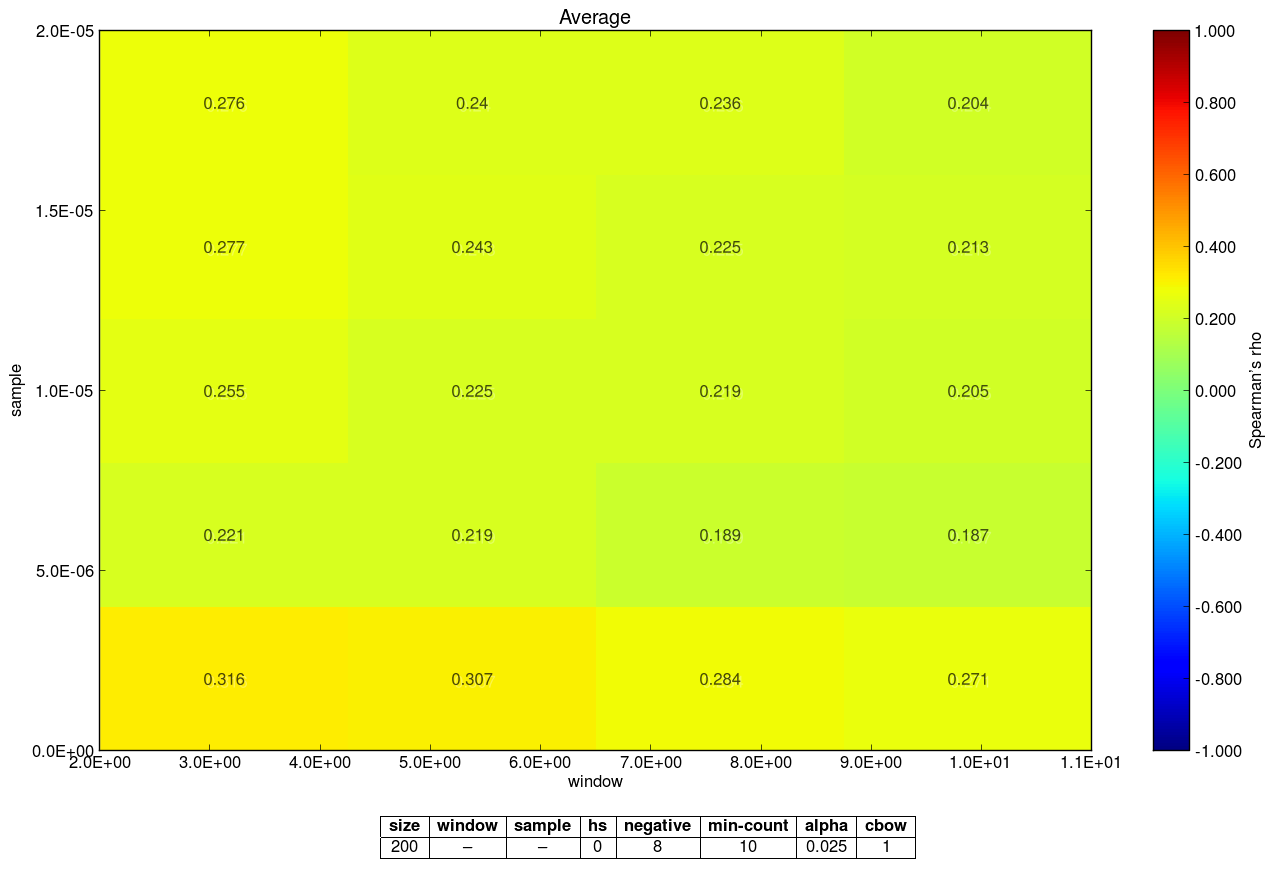 Average
2.0E-05
1.5E-05
1.0E-05
5.0E-06
0.0E+00
sample
0.276 0.24 0.236 0.204
0.277 0.243 0.225 0.213
0.255 0.225 0.219 0.205
0.221 0.219 0.189 0.187
0.316 0.307 0.284 0.271
2.0E+00 3.0E+00 4.0E+00 5.0E+00 6.0E+00 7.0E+00 8.0E+00 9.0E+00 1.0E+01 1.1E+01
window
1.000
0.800
0.600
0.400
0.200
0.000
-0.200
-0.400
-0.600
-0.800
-1.000
Spearman's rho
size window sample hs negative min-count alpha cbow
200 – – 0 8 10 0.025 1